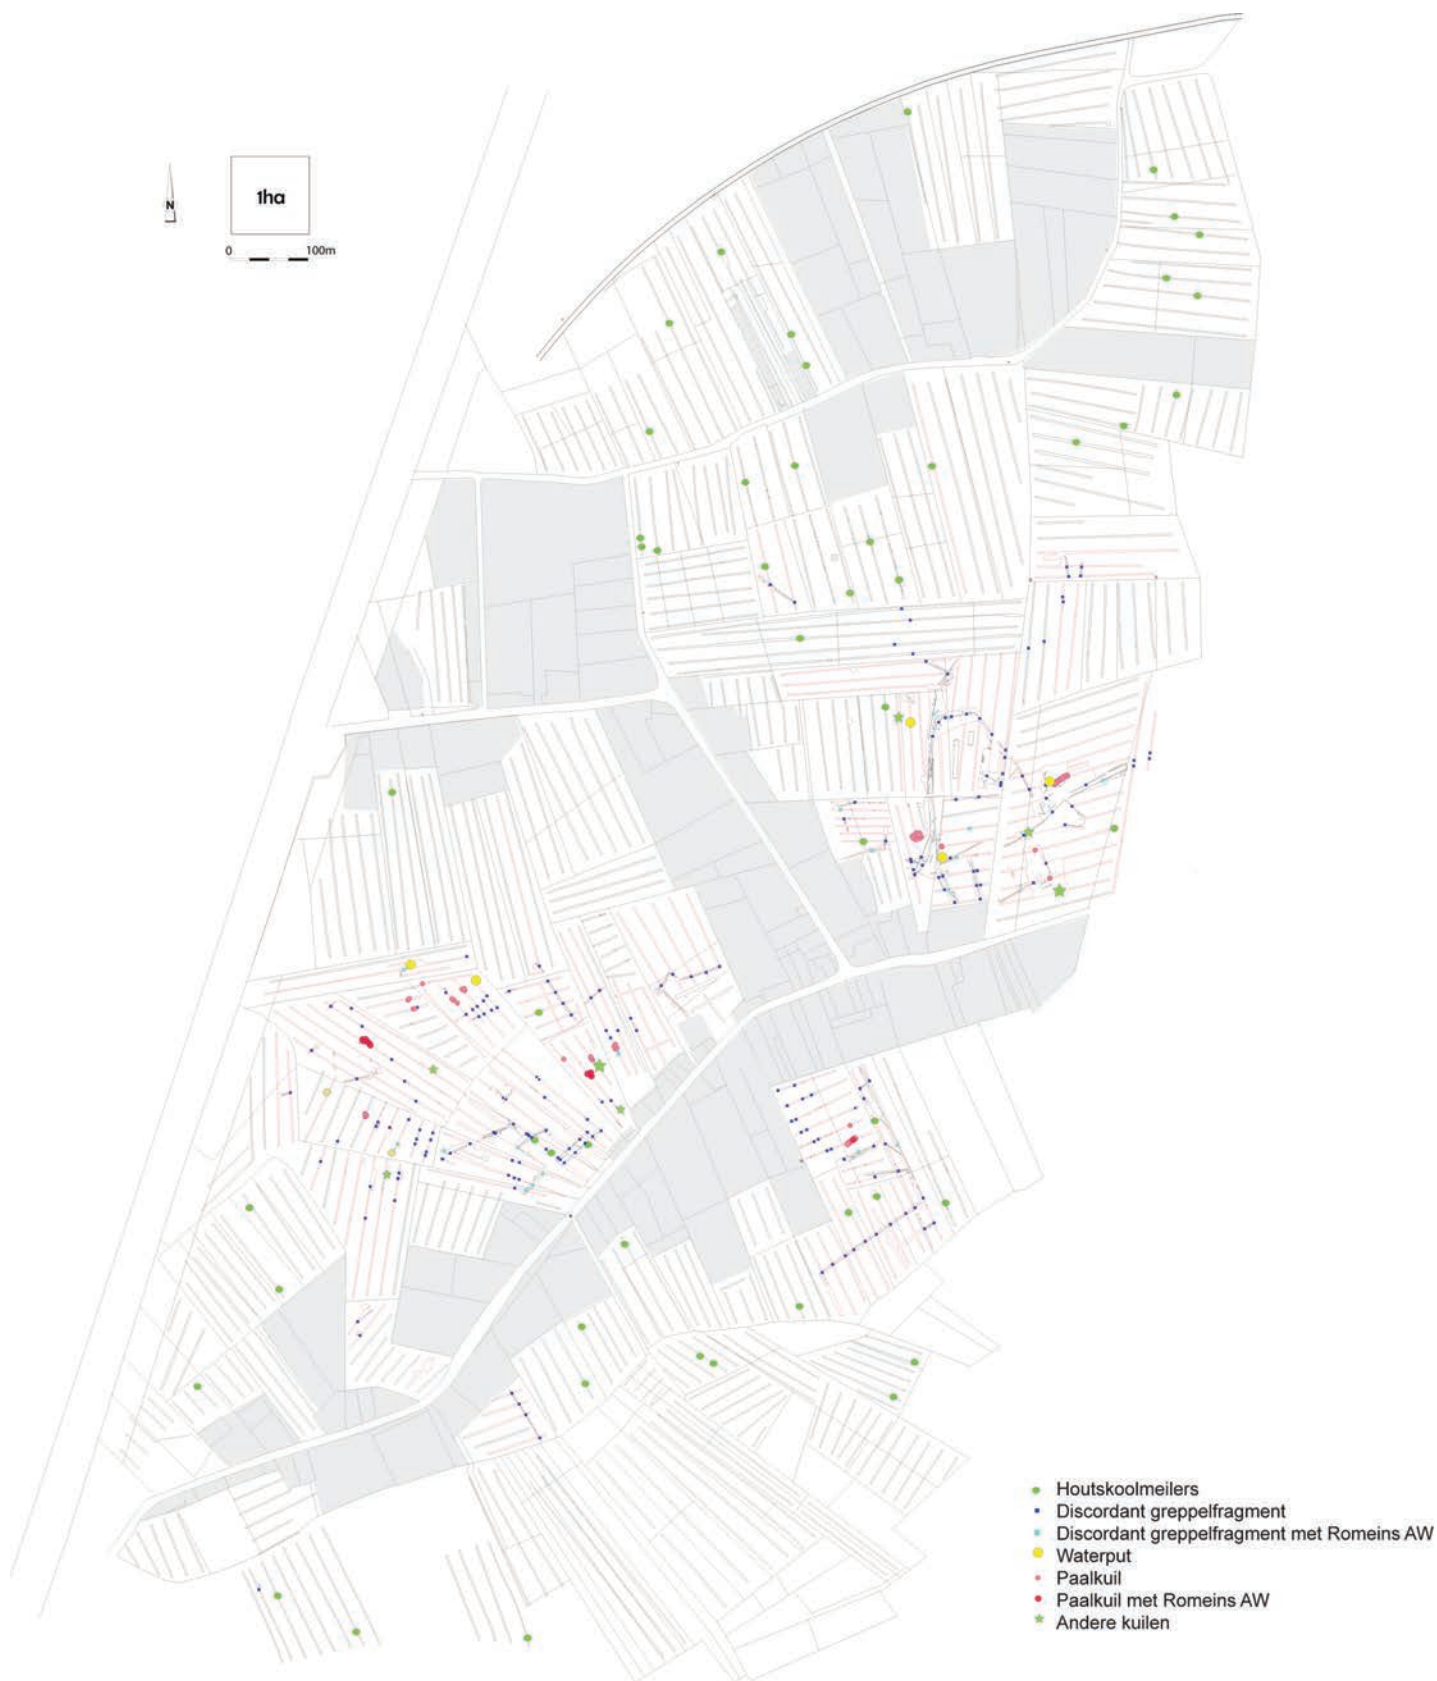 1ha
N
0 100m
Houtskoolmeilers
Discordant greppelfragment
Discordant greppelfragment met Romeins AW
Waterput
Paalkuil
Paalkuil met Romeins AW
Andere kuilen